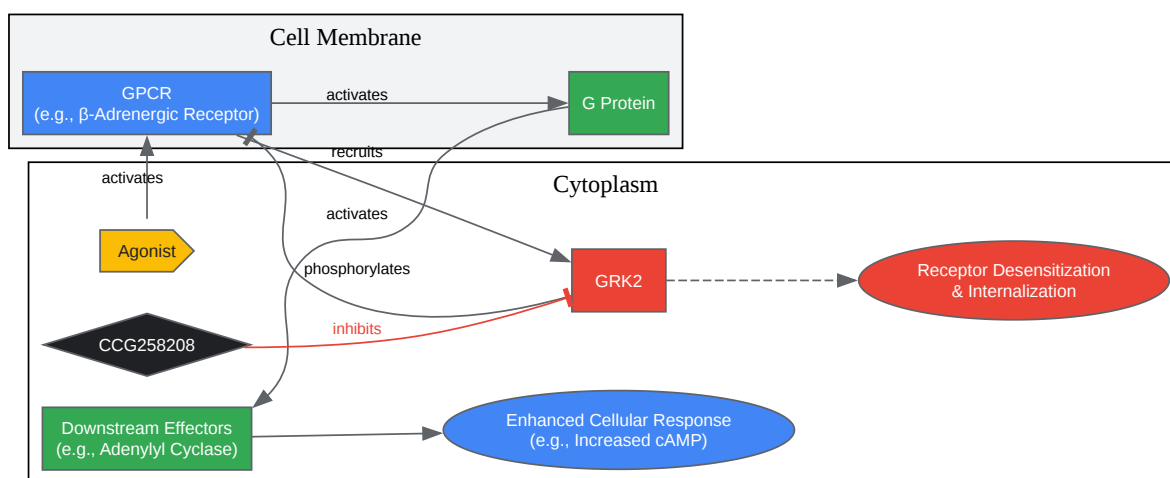 Cell Membrane
GPCR
(e.g., β-Adrenergic Receptor)
activates
G Protein
recruits
activates
Cytoplasm
activates
Agonist
phosphorylates
GRK2
Receptor Desensitization
& Internalization
inhibits
CCG258208
Downstream Effectors
(e.g., Adenylyl Cyclase)
Enhanced Cellular Response
(e.g., Increased cAMP)